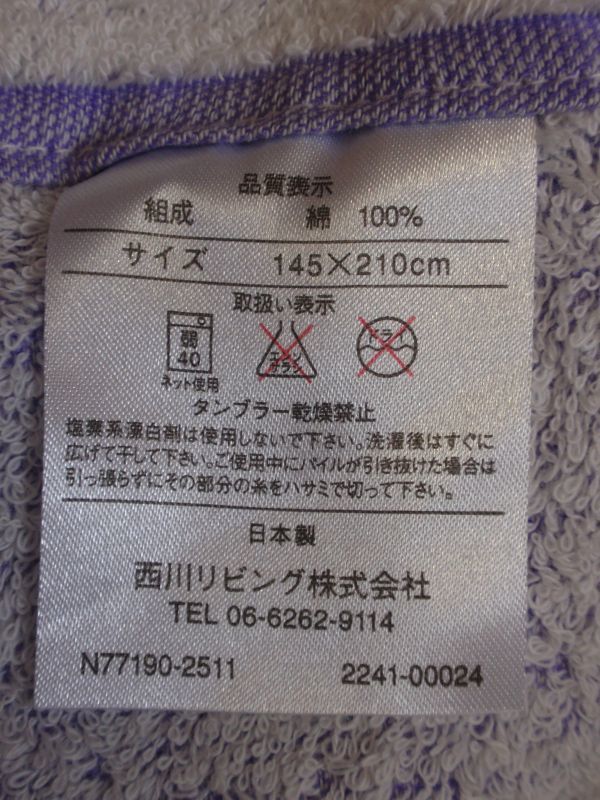 品質表示
組成 綿 100%
サイズ 145×210cm
取扱い表示
弱
40
エンソ
サラシ
ドライ
ネット使用
タンブラー乾燥禁止
塩素系漂白剤は使用しないで下さい。洗濯後はすぐに
広げて干して下さい。ご使用中にパイルが引き抜けた場合は
引っ張らずにその部分の糸をハサミで切って下さい。
日本製
西川リビング株式会社
TEL 06-6262-9114
N77190-2511 2241-00024